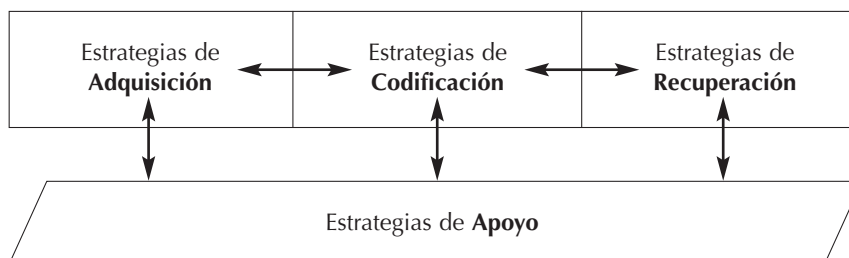 Estrategias de
Adquisición
Estrategias de
Codificación
Estrategias de
Recuperación
Estrategias de Apoyo